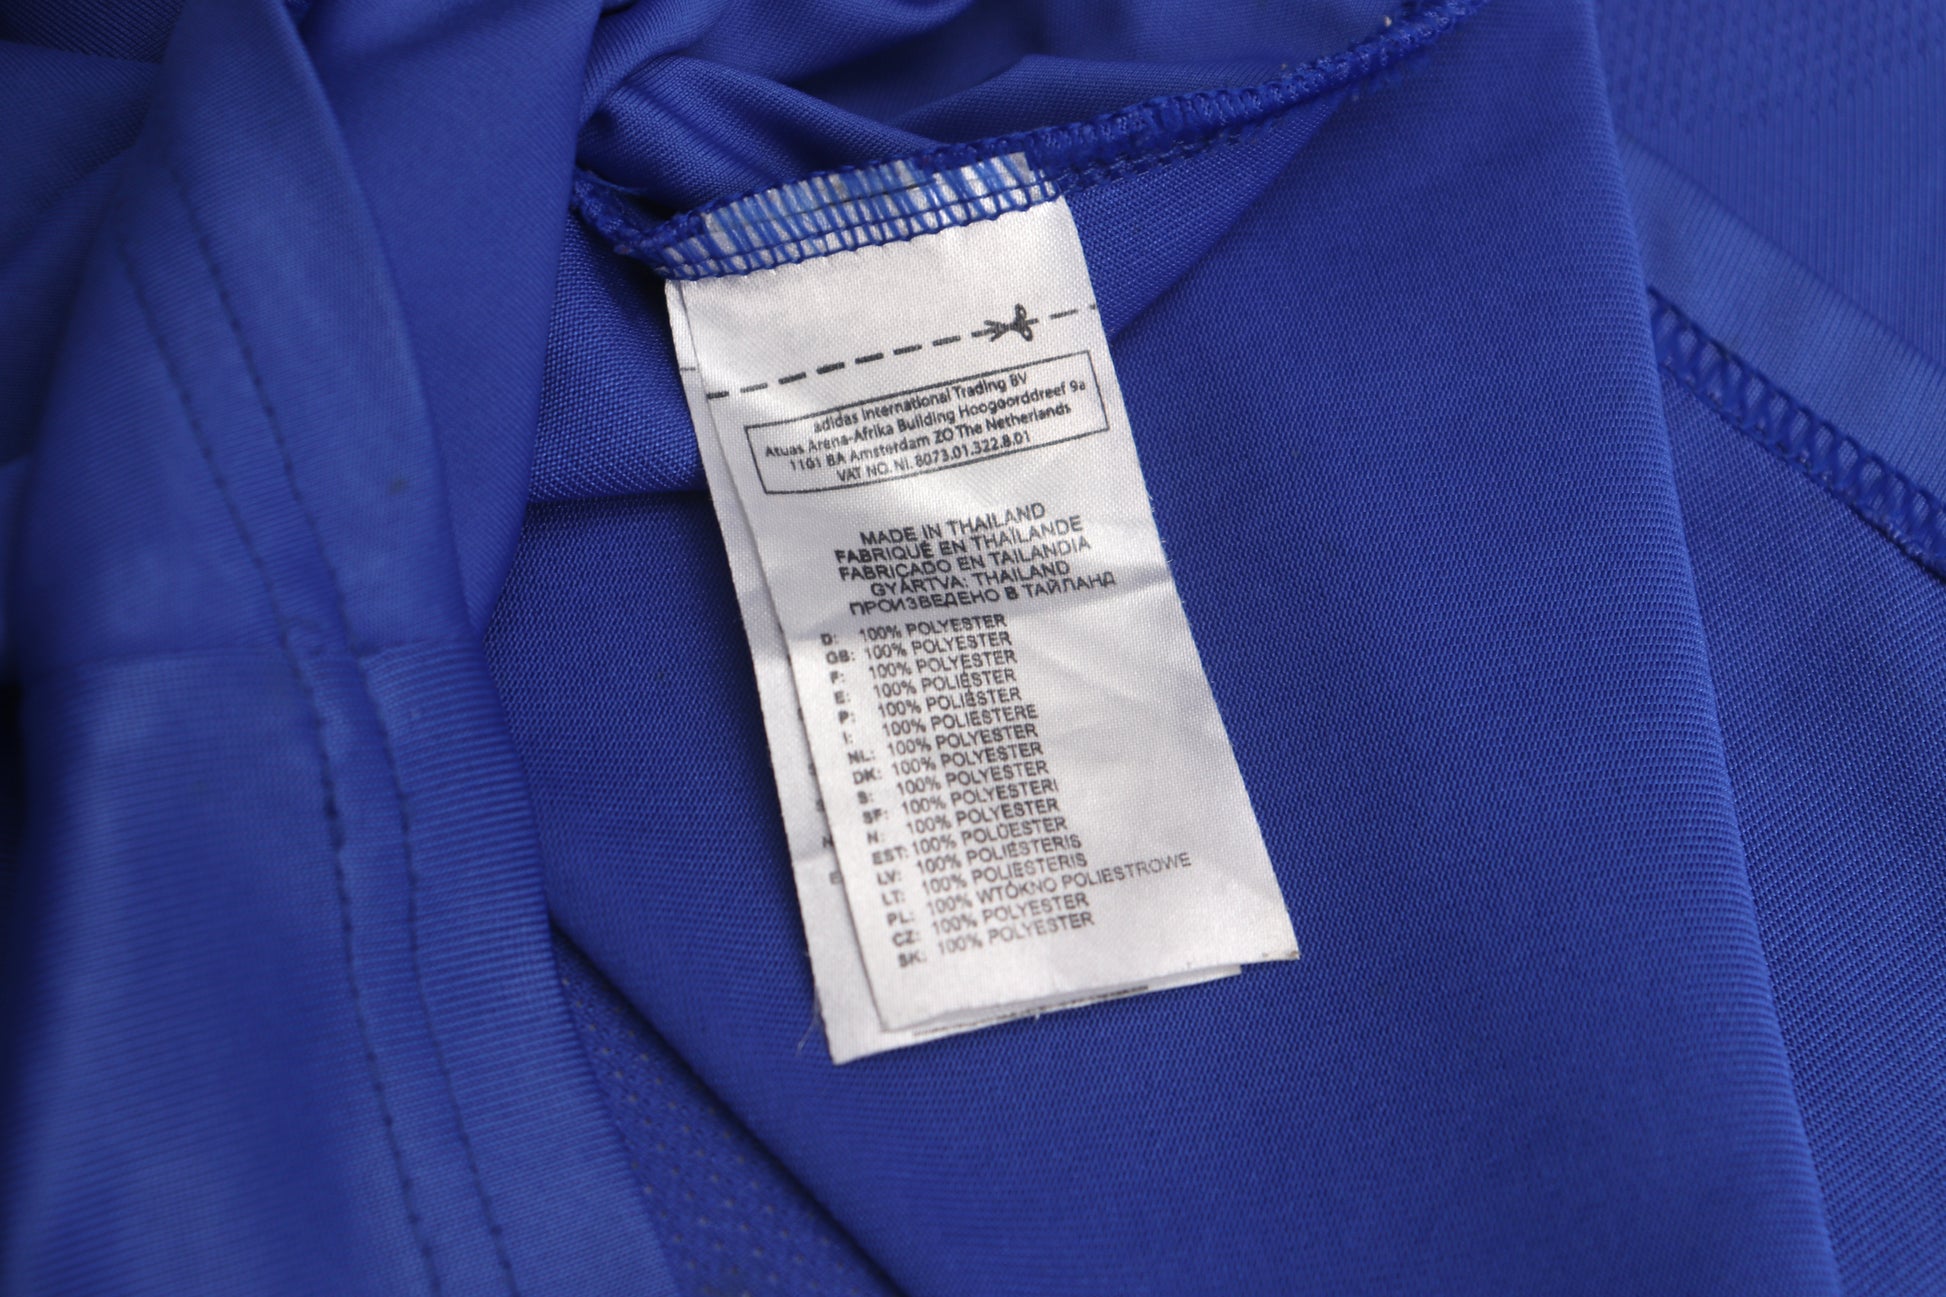 adidas International Trading BV
Atuas Arena-Afrika Building Hoogoorddreef 9a
1101 BA Amsterdam ZO The Netherlands
VAT NO. NL 8073.01.322.B.01
MADE IN THAILAND
FABRIQUÉ EN THAÏLANDE
FABRICADO EN TAILANDIA
GYÁRTVA: THAILAND
ПРОИЗВЕДЕНО В ТАЙЛАНД
D: 100% POLYESTER
GB: 100% POLYESTER
F: 100% POLYESTER
E: 100% POLIÉSTER
P: 100% POLIÉSTER
I: 100% POLIESTERE
NL: 100% POLYESTER
DK: 100% POLYESTER
S: 100% POLYESTER
SF: 100% POLYESTERI
N: 100% POLYESTER
EST: 100% POLÜESTER
LV: 100% POLIESTERIS
LT: 100% POLIESTERIS
PL: 100% WTÓKNO POLIESTROWE
CZ: 100% POLYESTER
SK: 100% POLYESTER